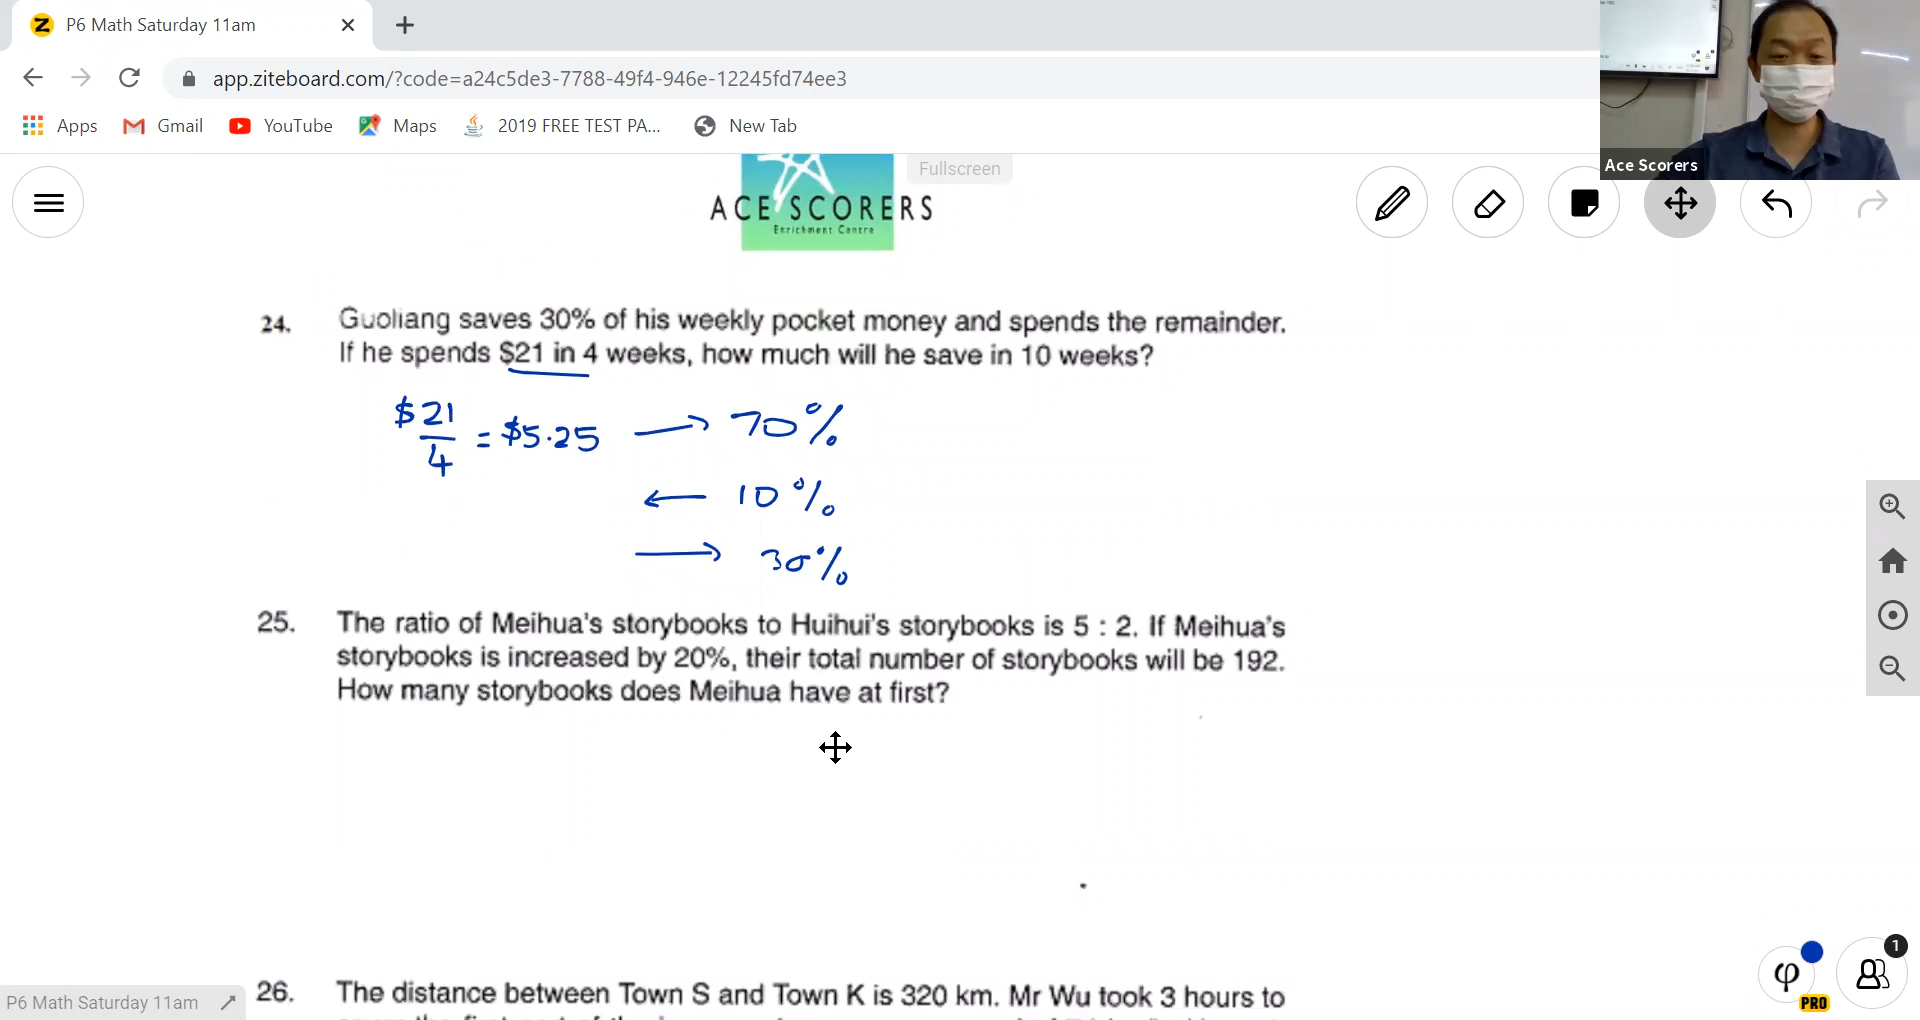 P6 Math Saturday 11am
app.ziteboard.com/?code=a24c5de3-7788-49f4-946e-12245fd74ee3
Apps Gmail YouTube Maps 2019 FREE TEST PA... New Tab
Fullscreen
Ace Scorers
ACE SCORERS
Enrichment Centre
24. Guoliang saves 30% of his weekly pocket money and spends the remainder.
If he spends $21 in 4 weeks, how much will he save in 10 weeks?
$21/4 = $5.25 → 70%
← 10%
→ 30%
25. The ratio of Meihua's storybooks to Huihui's storybooks is 5 : 2. If Meihua's
storybooks is increased by 20%, their total number of storybooks will be 192.
How many storybooks does Meihua have at first?
26. The distance between Town S and Town K is 320 km. Mr Wu took 3 hours to
P6 Math Saturday 11am
φ
PRO
1